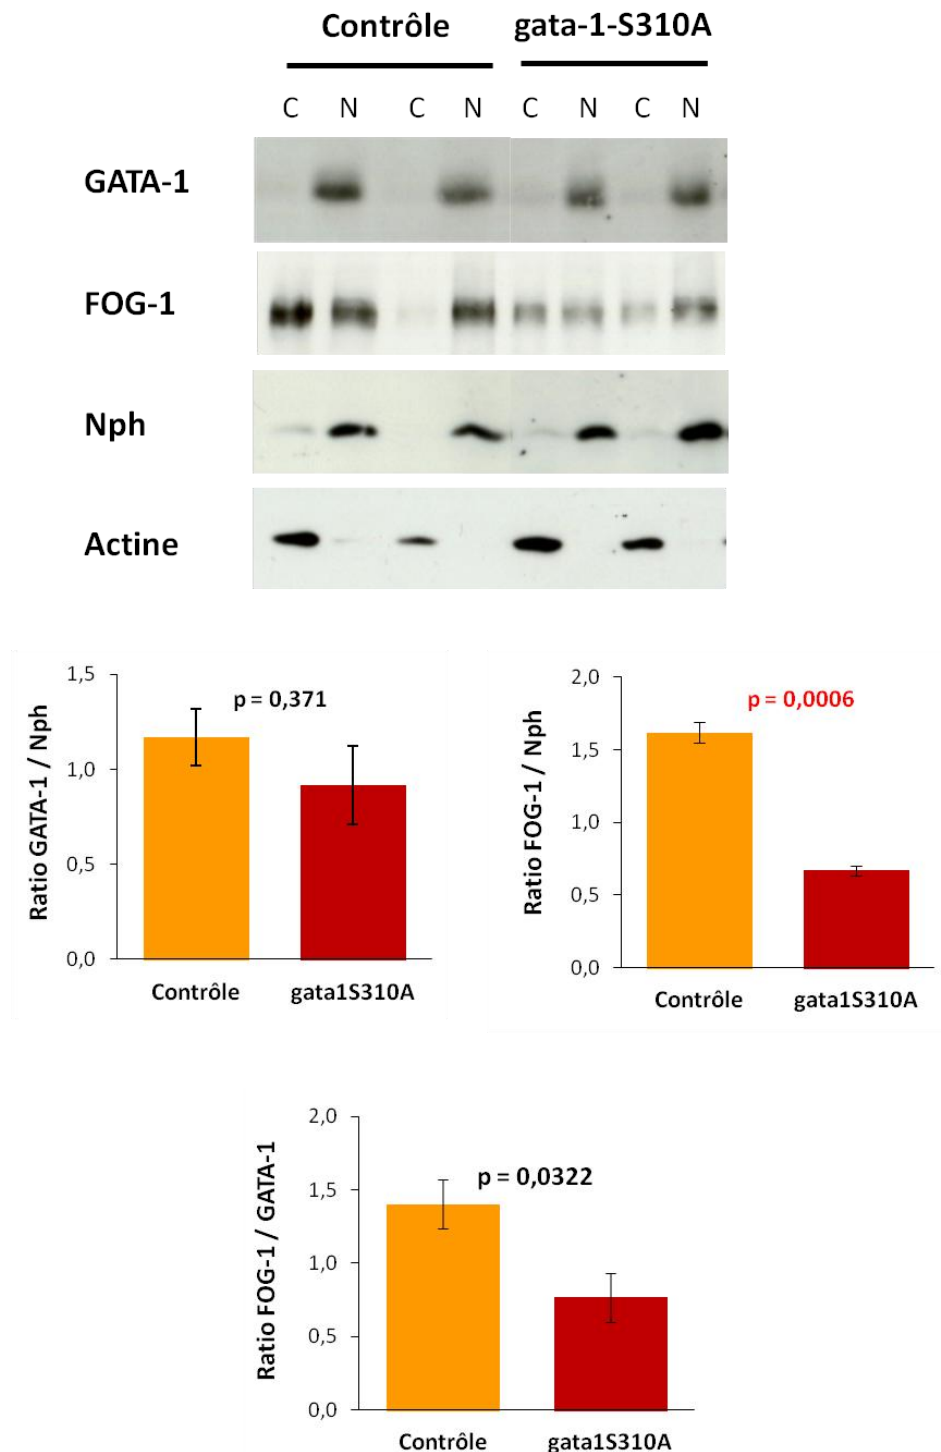 Contrôle gata-1-S310A
C N C N C N C N
GATA-1
FOG-1
Nph
Actine
1,5
1,0
0,5
0,0
Ratio GATA-1 / Nph
p = 0,371
Contrôle gata1S310A
2,0
1,5
1,0
0,5
0,0
Ratio FOG-1 / Nph
p = 0,0006
Contrôle gata1S310A
2,0
1,5
1,0
0,5
0,0
Ratio FOG-1 / GATA-1
p = 0,0322
Contrôle gata1S310A